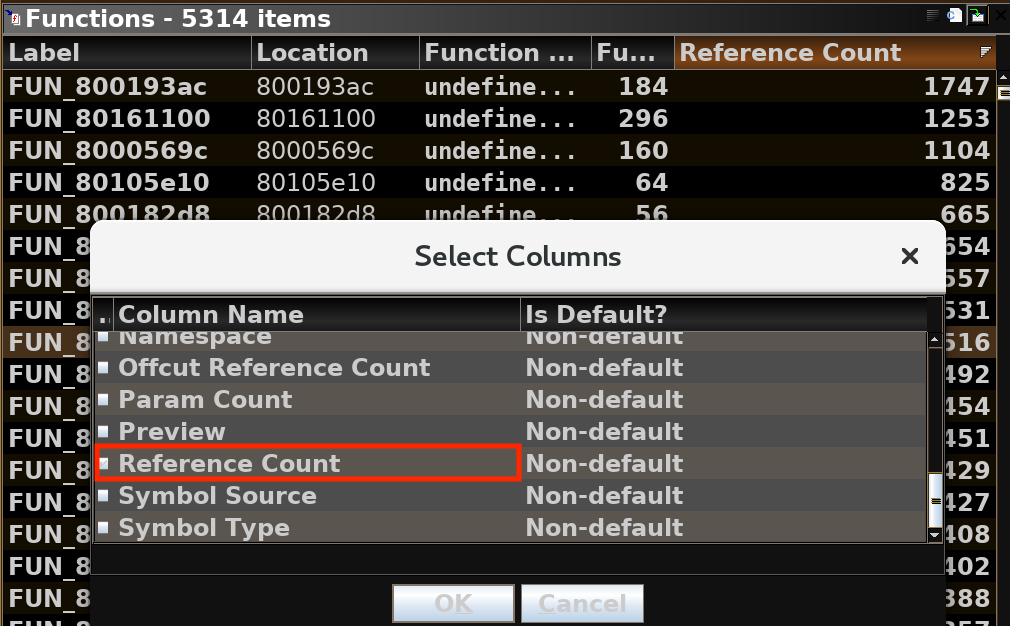 Functions - 5314 items
Label Location Function ... Fu... Reference Count
FUN_800193ac 800193ac undefine... 184 1747
FUN_80161100 80161100 undefine... 296 1253
FUN_8000569c 8000569c undefine... 160 1104
FUN_80105e10 80105e10 undefine... 64 825
FUN_800182d8 800182d8 undefine... 56 665
FUN_8 654
Select Columns
FUN_8 557
FUN_8 531
.. Column Name Is Default?
FUN_8 516
Namespace Non-default
FUN_8 492
Offcut Reference Count Non-default
FUN_8 454
Param Count Non-default
FUN_8 451
Preview Non-default
FUN_8 429
Reference Count Non-default
FUN_8 427
Symbol Source Non-default
FUN_8 408
Symbol Type Non-default
FUN_8 402
FUN_8 388
OK Cancel